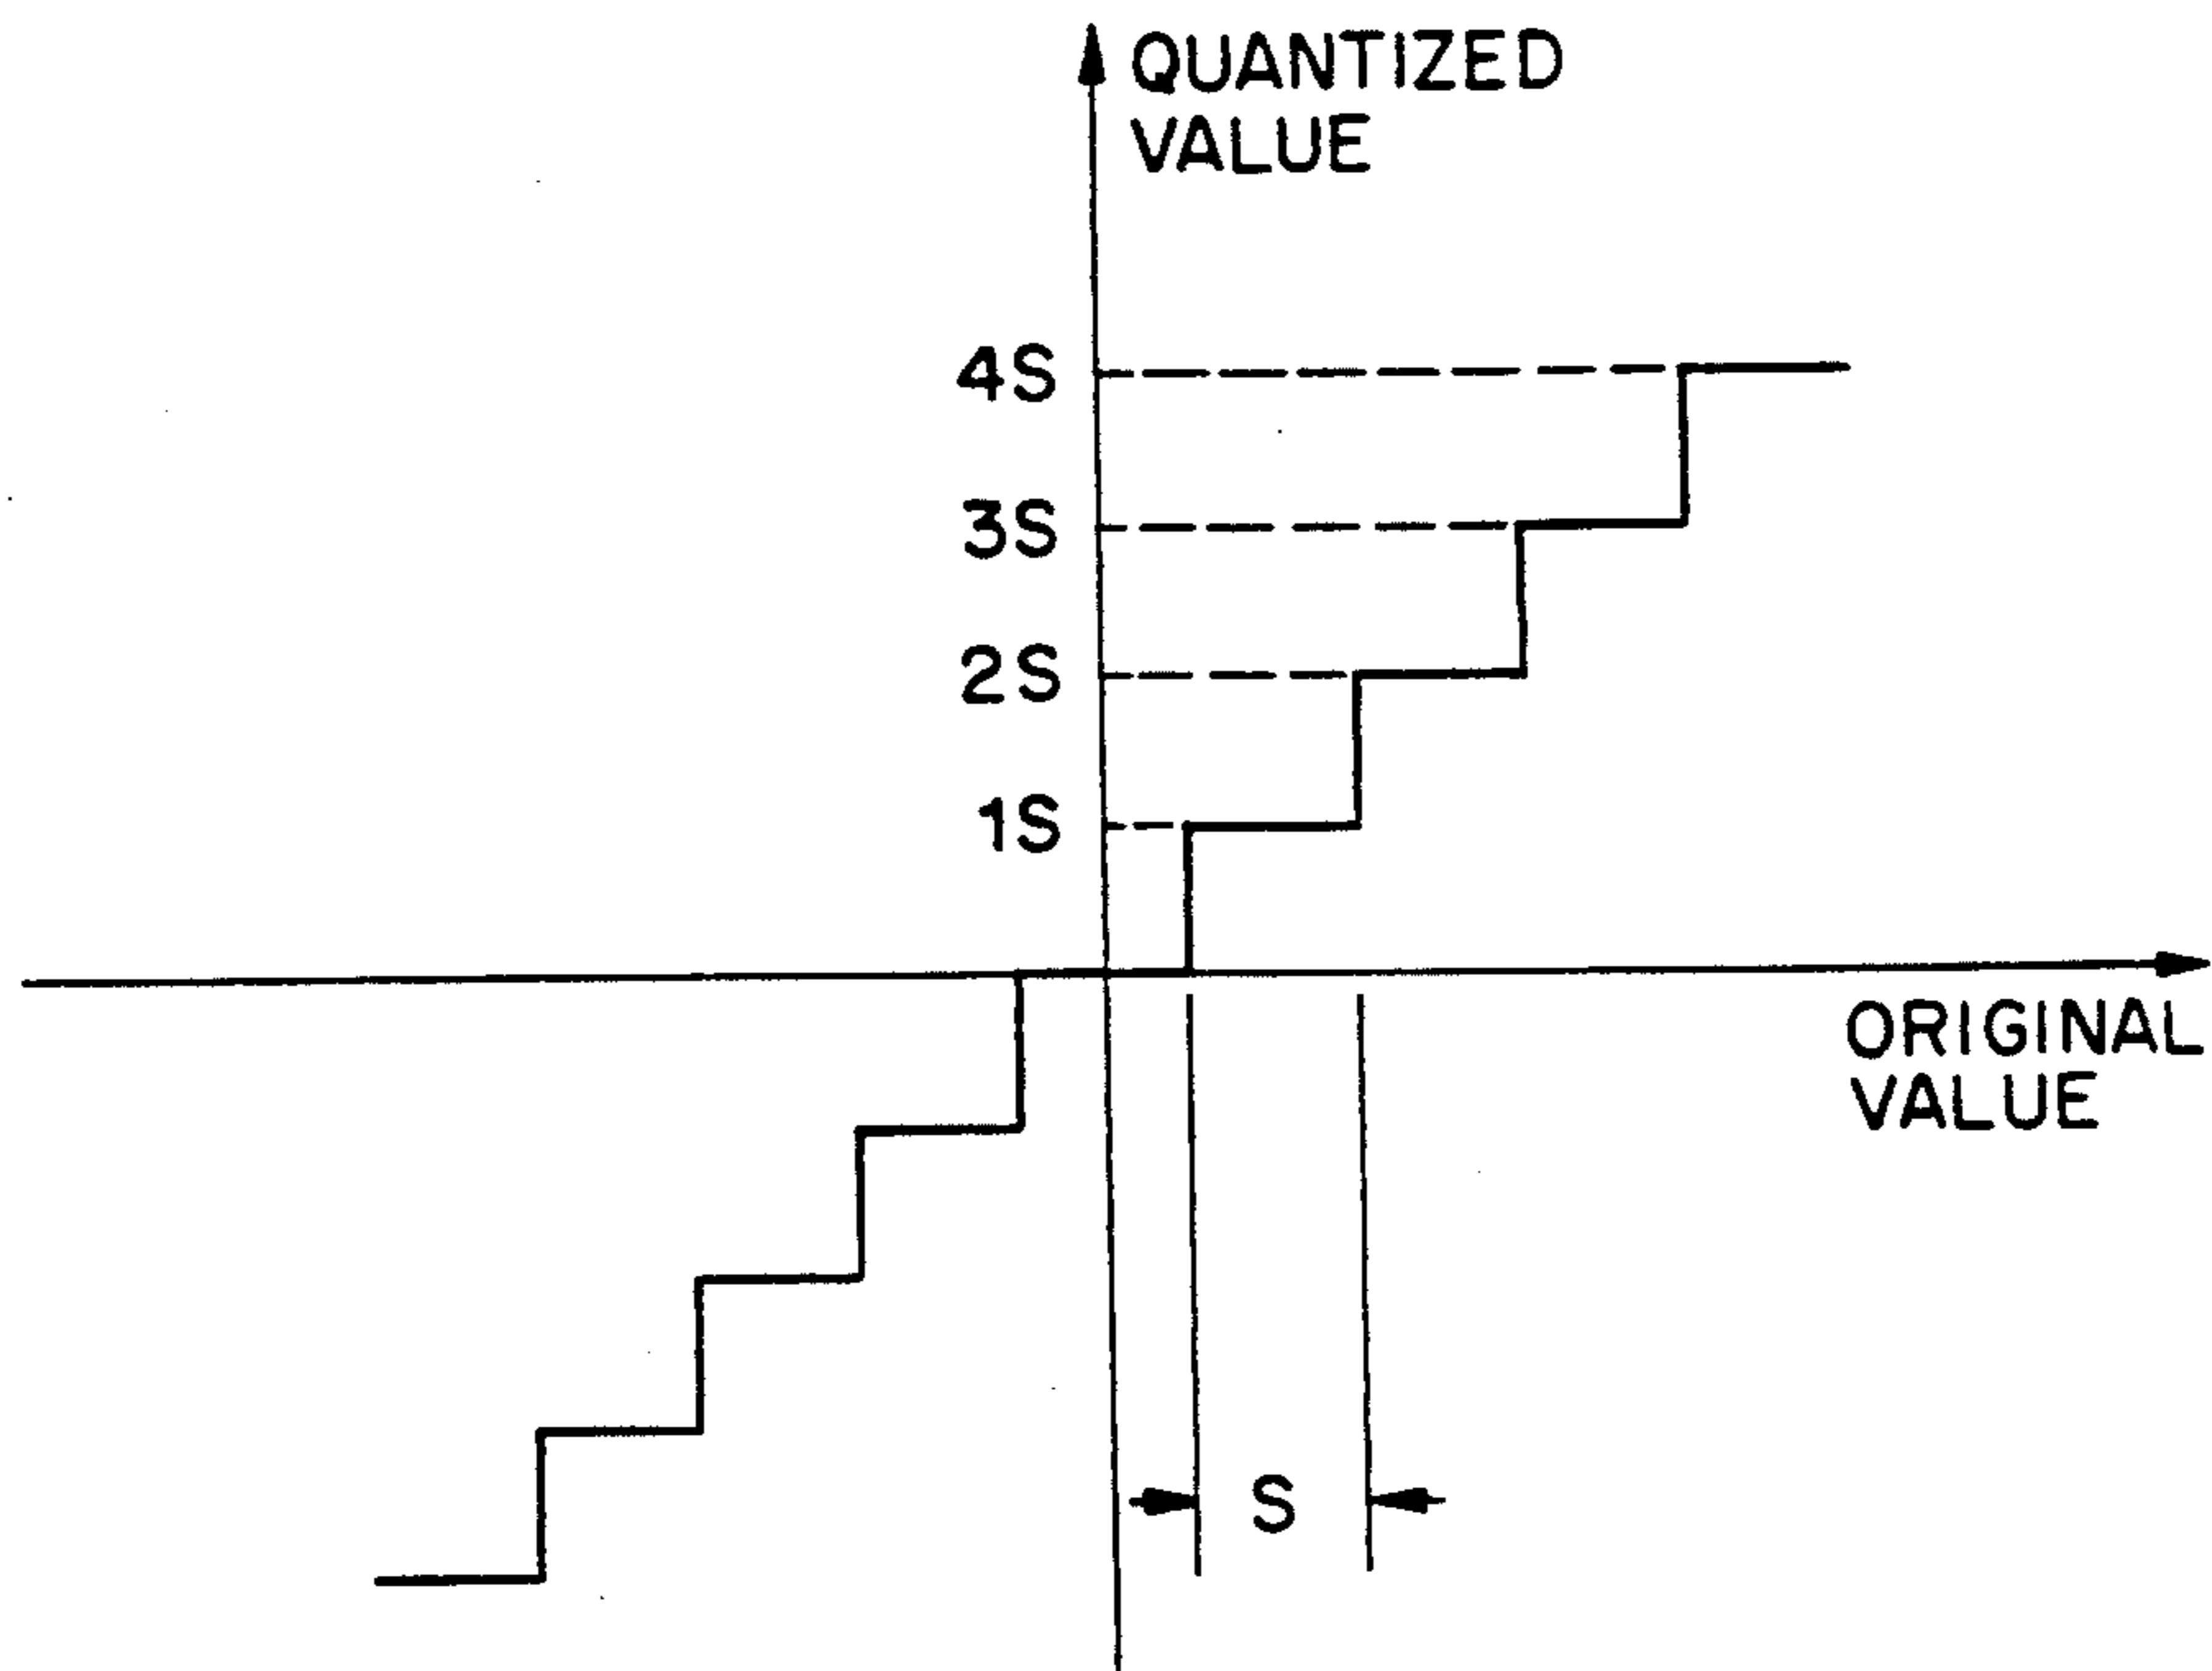 QUANTIZED
VALUE
4S
3S
2S
1S
ORIGINAL
VALUE
S